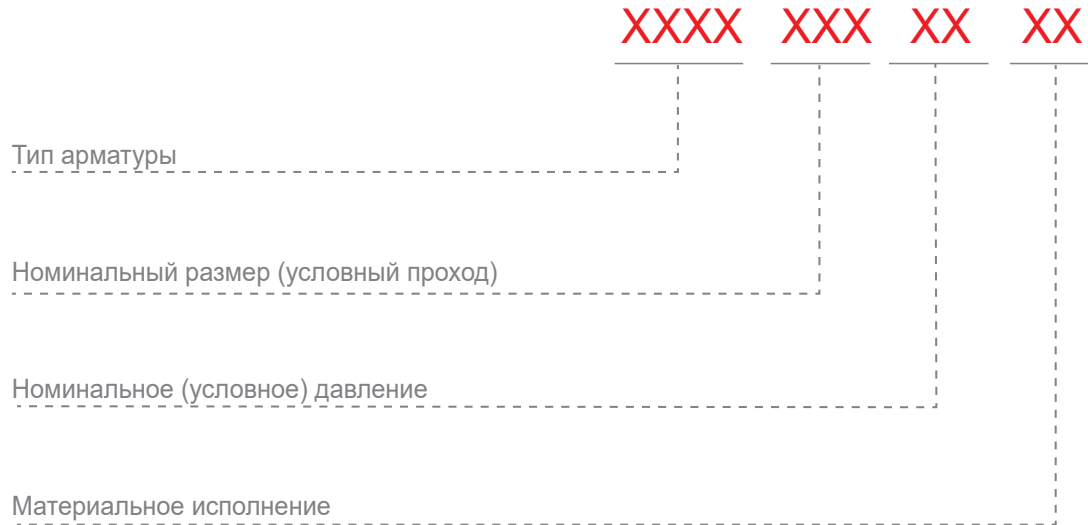 XXXX XXX XX XX
Тип арматуры
Номинальный размер (условный проход)
Номинальное (условное) давление
Материальное исполнение